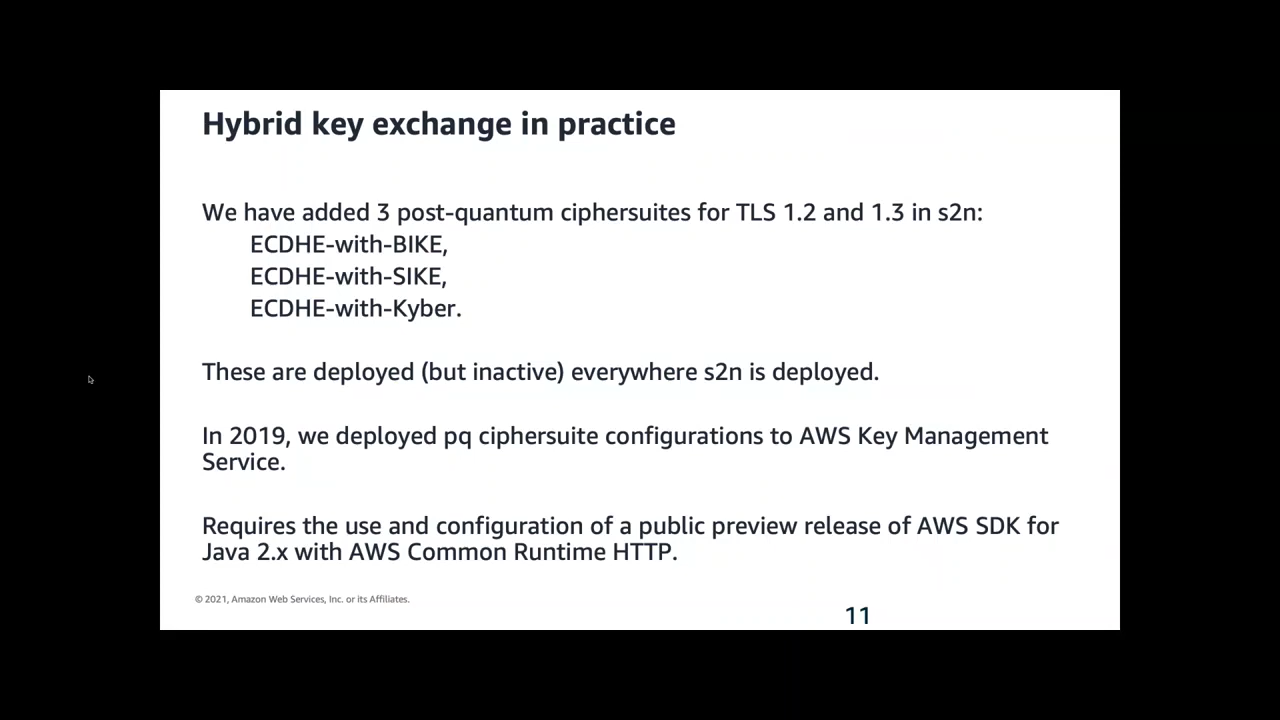 Hybrid key exchange in practice
We have added 3 post-quantum ciphersuites for TLS 1.2 and 1.3 in s2n:
ECDHE-with-BIKE,
ECDHE-with-SIKE,
ECDHE-with-Kyber.
These are deployed (but inactive) everywhere s2n is deployed.
In 2019, we deployed pq ciphersuite configurations to AWS Key Management
Service.
Requires the use and configuration of a public preview release of AWS SDK for
Java 2.x with AWS Common Runtime HTTP.
© 2021, Amazon Web Services, Inc. or its Affiliates.
11